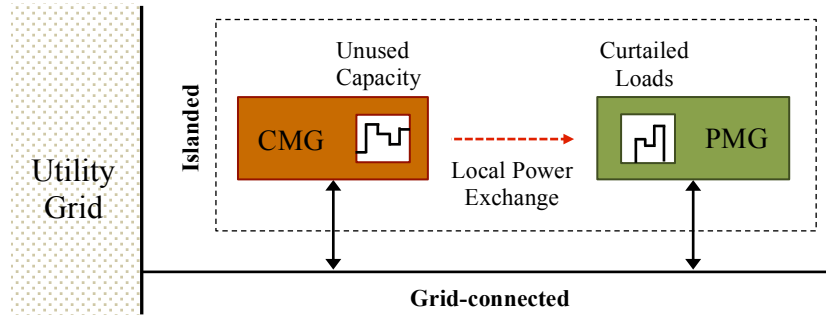 Utility
Grid
Islanded
Unused
Capacity
CMG
Local Power
Exchange
Curtailed
Loads
PMG
Grid-connected